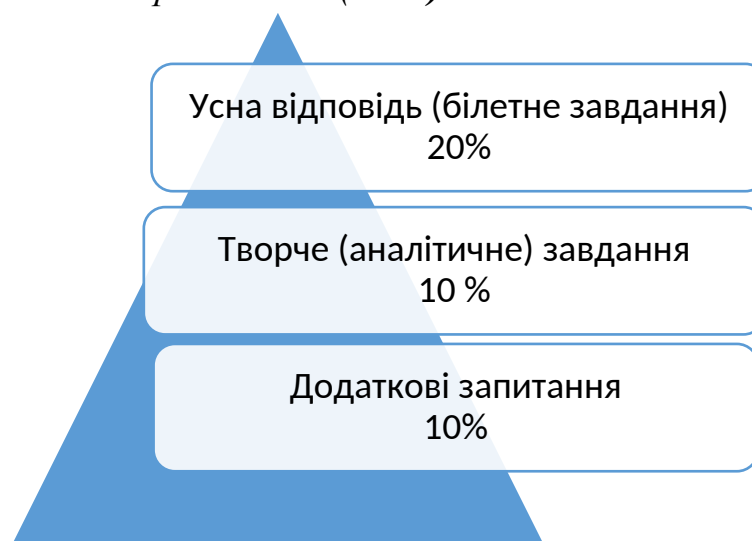 Усна відповідь (білетне завдання)
20%
Творче (аналітичне) завдання
10 %
Додаткові запитання
10%